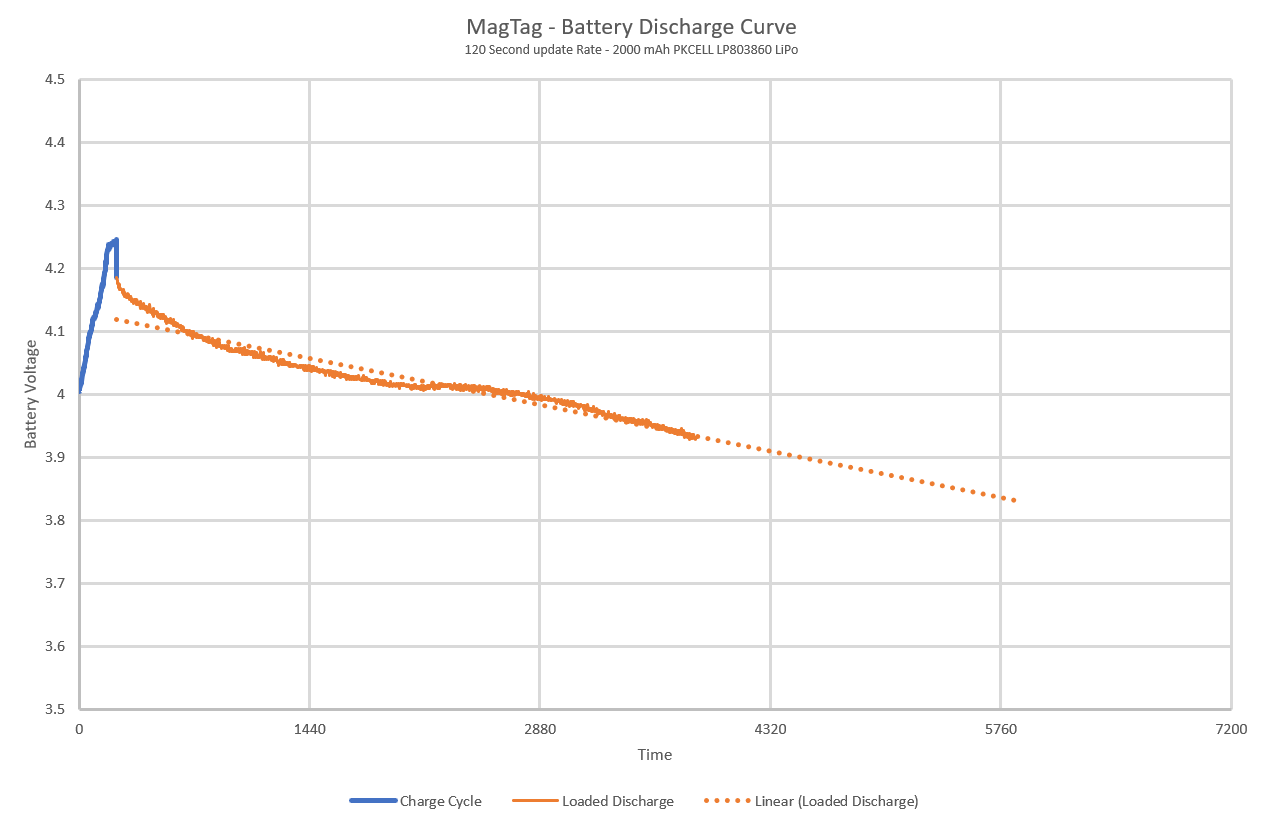 MagTag - Battery Discharge Curve
120 Second update Rate - 2000 mAh PKCELL LP803860 LiPo
Battery Voltage
4.5
4.4
4.3
4.2
4.1
4
3.9
3.8
3.7
3.6
3.5
0 1440 2880 4320 5760 7200
Time
Charge Cycle Loaded Discharge Linear (Loaded Discharge)